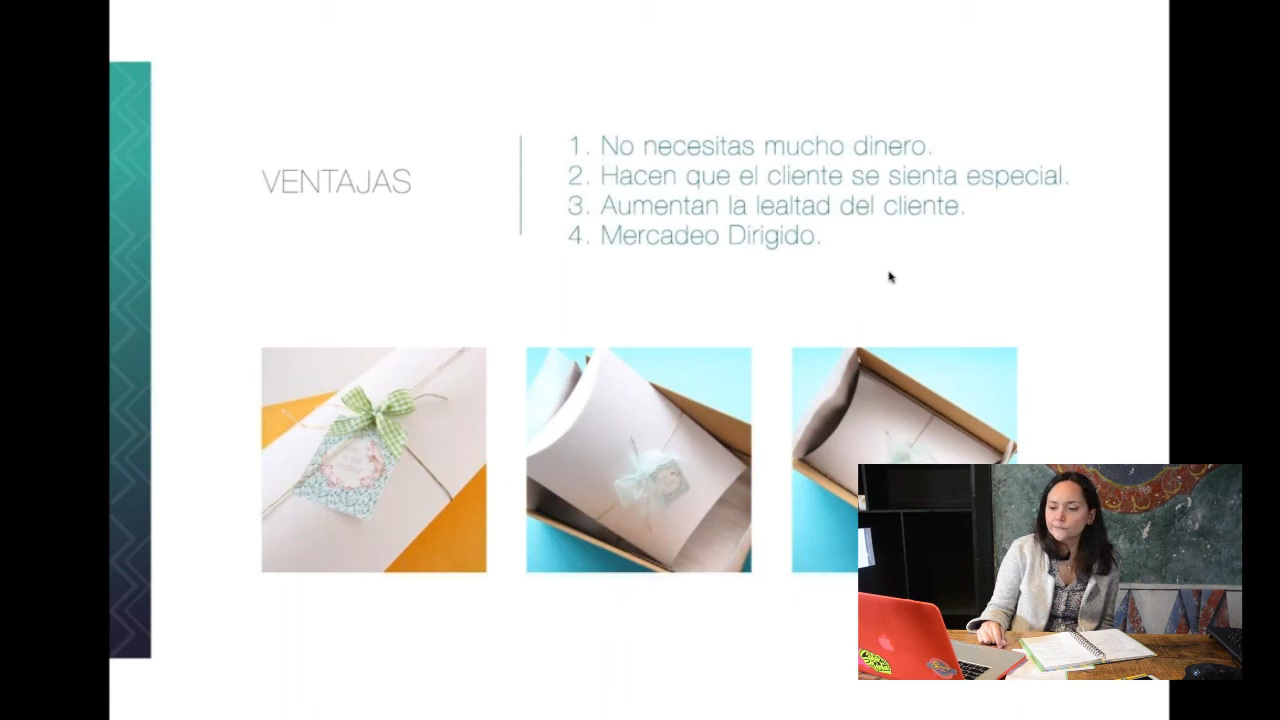 VENTAJAS
1. No necesitas mucho dinero.
2. Hacen que el cliente se sienta especial.
3. Aumentan la lealtad del cliente.
4. Mercadeo Dirigido.